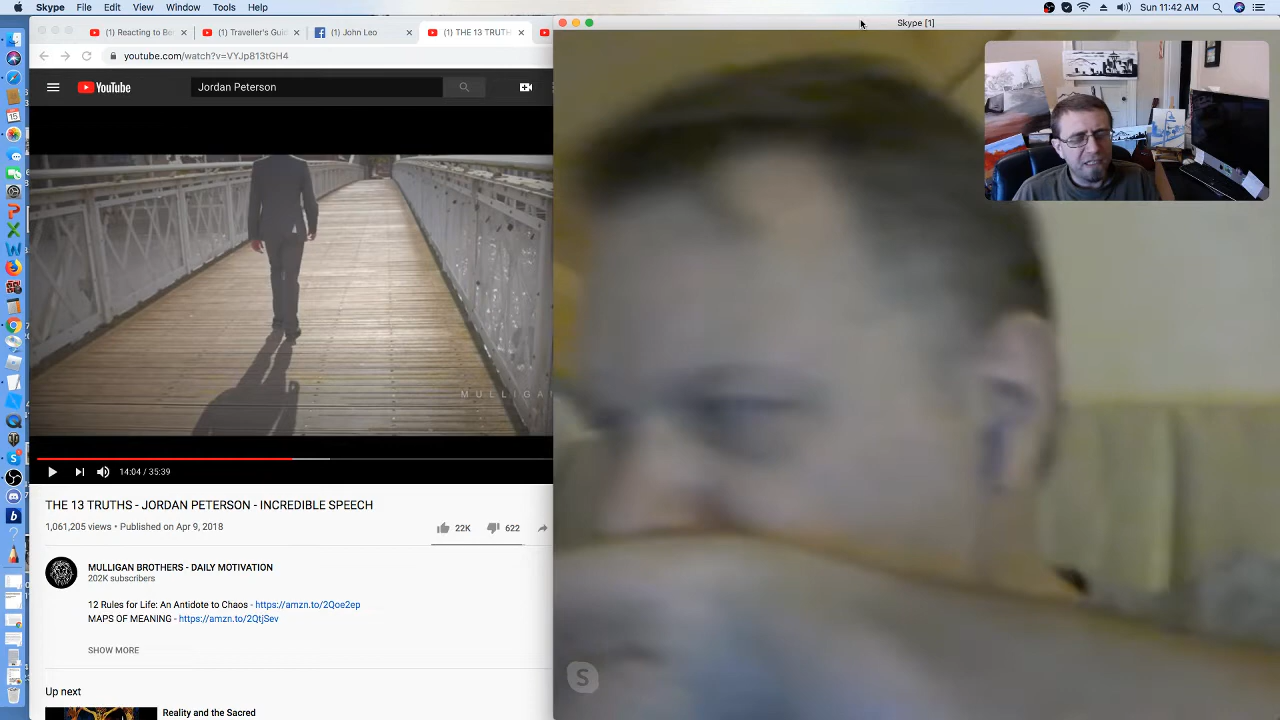 Skype File Edit View Window Tools Help Sun 11:42 AM
(1) Reacting to Bo
(1) Traveller's Guid
(1) John Leo
(1) THE 13 TRUTH
Skype [1]
youtube.com/watch?v=VYJp813tGH4
YouTube
Jordan Peterson
MULLIGA
14:04 / 35:39
THE 13 TRUTHS - JORDAN PETERSON - INCREDIBLE SPEECH
1,061,205 views • Published on Apr 9, 2018
22K 622
MULLIGAN BROTHERS - DAILY MOTIVATION
202K subscribers
12 Rules for Life: An Antidote to Chaos - https://amzn.to/2Qoe2ep
MAPS OF MEANING - https://amzn.to/2QtjSev
SHOW MORE
Up next
Reality and the Sacred